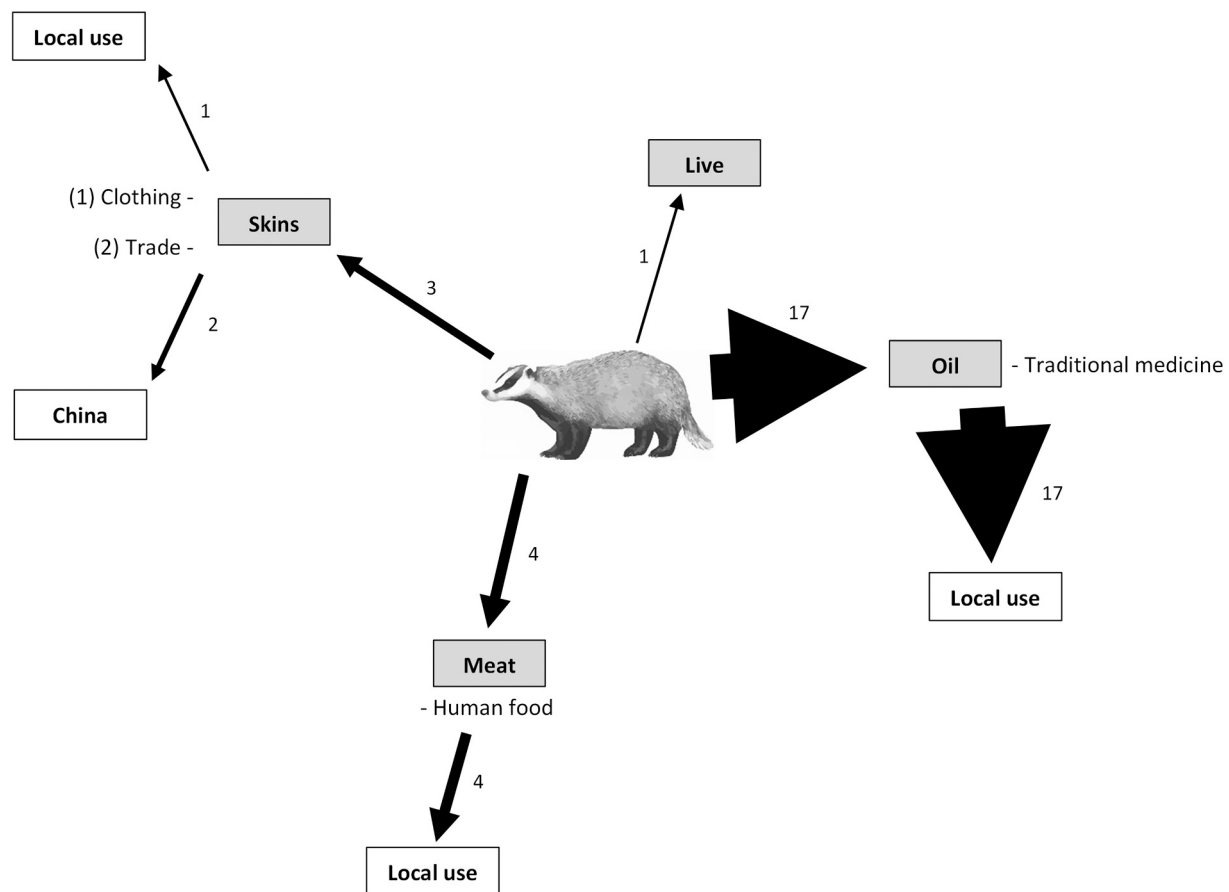 Local use
1
Live
(1) Clothing -
Skins
(2) Trade -
1
3
17
2
Oil
- Traditional medicine
China
17
4
Local use
Meat
- Human food
4
Local use